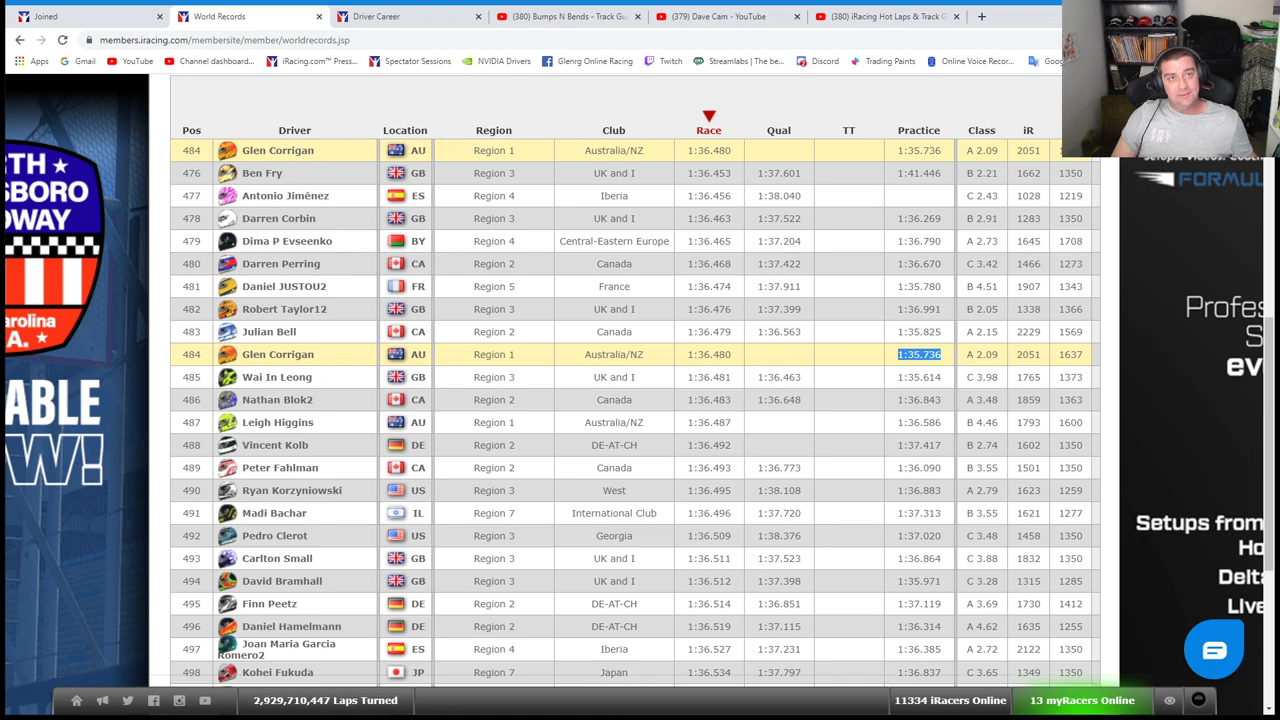 Joined
World Records
Driver Career
(380) Bumps N Bends - Track Gu
(379) Dave Cam - YouTube
(380) iRacing Hot Laps & Track G
members.iracing.com/membersite/member/worldrecords.jsp
Apps Gmail YouTube Channel dashboard... iRacing.com™ Press... Spectator Sessions NVIDIA Drivers Glenrg Online Racing Twitch Streamlabs - The be... Discord Trading Paints Online Voice Recor... Goo
Pos Driver Location Region Club Race Qual TT Practice Class iR
484 Glen Corrigan AU Region 1 Australia/NZ 1:36.480 1:35.736 A 2.09 2051
476 Ben Fry GB Region 3 UK and I 1:36.453 1:37.601 1:41.446 B 2.21 1662 1350
477 Antonio Jiménez ES Region 4 Iberia 1:36.456 1:38.040 C 2.43 1028 1219
478 Darren Corbin GB Region 3 UK and I 1:36.463 1:37.522 1:36.269 B 2.91 1283 1350
479 Dima P Evseenko BY Region 4 Central-Eastern Europe 1:36.465 1:37.204 1:36.790 A 2.73 1645 1708
480 Darren Perring CA Region 2 Canada 1:36.468 1:37.422 1:36.670 C 3.42 1466 1273
481 Daniel JUSTOU2 FR Region 5 France 1:36.474 1:37.911 1:35.780 B 4.51 1907 1343
482 Robert Taylor12 GB Region 3 UK and I 1:36.476 1:37.399 1:36.991 B 2.05 1338 1366
483 Julian Bell CA Region 2 Canada 1:36.479 1:36.563 1:35.825 A 2.15 2229 1569
484 Glen Corrigan AU Region 1 Australia/NZ 1:36.480 1:35.736 A 2.09 2051 1637
485 Wai In Leong GB Region 3 UK and I 1:36.481 1:36.463 1:35.614 C 3.98 1765 1373
486 Nathan Blok2 CA Region 2 Canada 1:36.483 1:36.648 1:36.843 A 3.48 1859 1363
487 Leigh Higgins AU Region 1 Australia/NZ 1:36.487 1:36.586 B 4.46 1793 1600
488 Vincent Kolb DE Region 2 DE-AT-CH 1:36.492 1:37.417 B 2.74 1602 1350
489 Peter Fahlman CA Region 2 Canada 1:36.493 1:36.773 1:36.090 B 3.55 1501 1350
490 Ryan Korzyniowski US Region 3 West 1:36.495 1:38.108 1:36.883 A 2.79 1623 1259
491 Madi Bachar IL Region 7 International Club 1:36.496 1:37.720 1:37.313 B 3.55 1621 1277
492 Pedro Clerot US Region 3 Georgia 1:36.509 1:38.376 1:37.020 C 3.48 1458 1350
493 Carlton Small GB Region 3 UK and I 1:36.511 1:37.523 1:36.864 C 3.88 1832 1350
494 David Bramhall GB Region 3 UK and I 1:36.512 1:37.398 1:35.971 C 3.28 1315 1285
495 Finn Peetz DE Region 2 DE-AT-CH 1:36.514 1:36.851 1:37.119 A 3.69 1730 1412
496 Daniel Hamelmann DE Region 2 DE-AT-CH 1:36.519 1:37.115 1:36.314 A 4.62 1635 1255
497 Joan Maria Garcia Romero2 ES Region 4 Iberia 1:36.527 1:37.231 1:36.385 A 2.72 2122 1350
498 Kohei Fukuda JP Region 7 Japan 1:36.534 1:37.797 1:36.837 C 3.65 1349 1350
TH
SBORO
DWAY
arolina
A.
ABLE
W!
FORMUL
Profes
S
eve
Setups from
Ho
Delta
Live
2,929,710,447 Laps Turned
11334 iRacers Online
13 myRacers Online